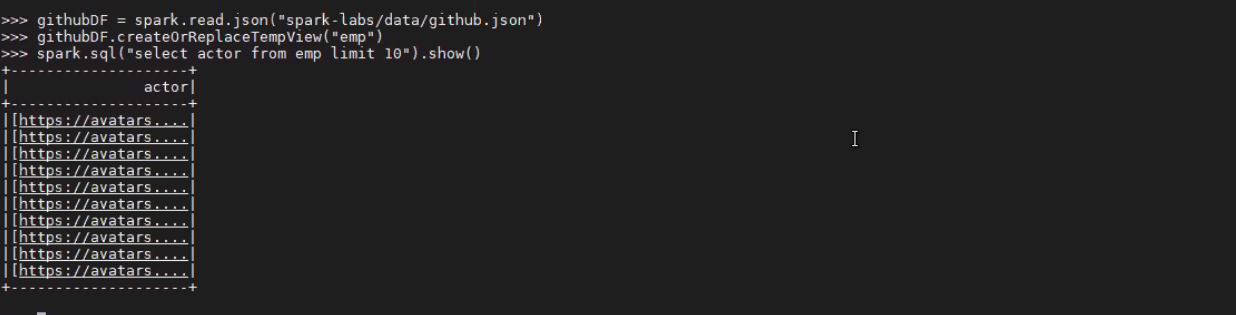 >>> githubDF = spark.read.json("spark-labs/data/github.json")
>>> githubDF.createOrReplaceTempView("emp")
>>> spark.sql("select actor from emp limit 10").show()
+--------------------+
|               actor|
+--------------------+
|[https://avatars....|
|[https://avatars....|
|[https://avatars....|
|[https://avatars....|
|[https://avatars....|
|[https://avatars....|
|[https://avatars....|
|[https://avatars....|
|[https://avatars....|
|[https://avatars....|
+--------------------+